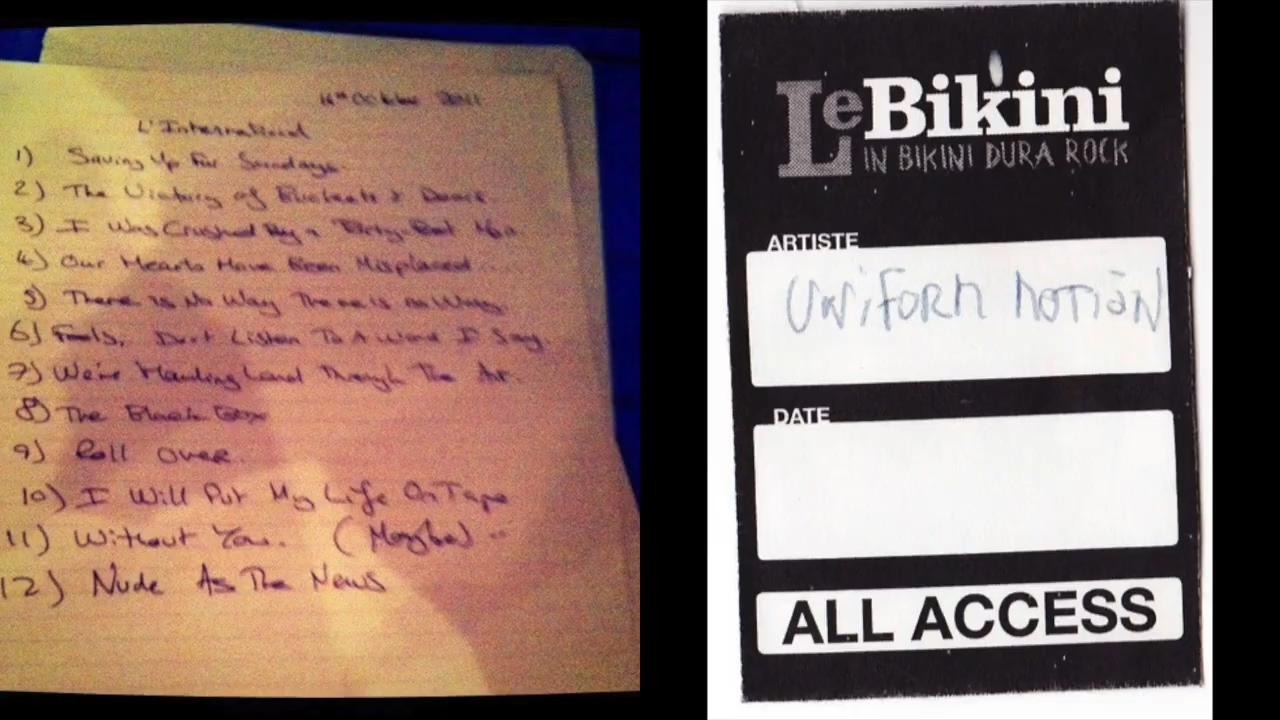 October 2011
L'International
1) Saving Up For Sundays.
2) The Victory of Buckets & Doors.
3) I Was Crushed By a Forty-Foot Man
4) Our Hearts Have Been Misplaced...
5) There is No Way There is no Way.
6) Fools, Don't Listen To A Word I Say.
7) We're Hauling Land Through The Air.
8) The Black Box
9) Roll Over.
10) I Will Put My Life On Tape
11) Without You. (Maybe) ..
12) Nude As The News
Le Bikini
IN BIKINI DURA ROCK
ARTISTE
UNIFORM MOTION
DATE
ALL ACCESS